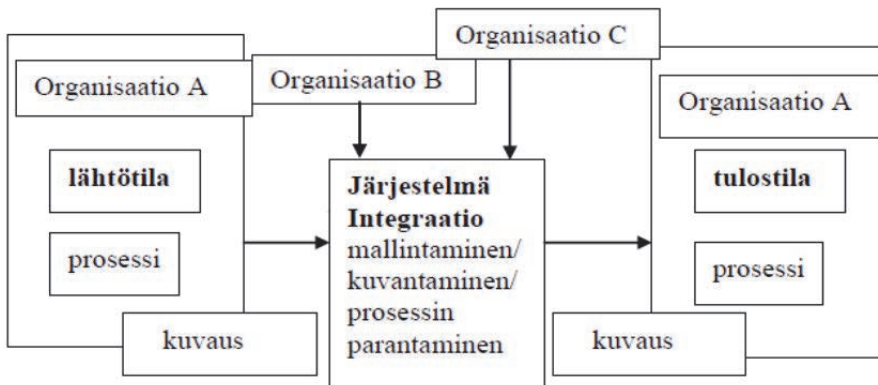 Organisaatio A
lähtötila
prosessi
kuvaus
Organisaatio B
Organisaatio C
Järjestelmä
Integraatio
mallintaminen/
kuvantaminen/
prosessin
parantaminen
Organisaatio A
tulostila
prosessi
kuvaus